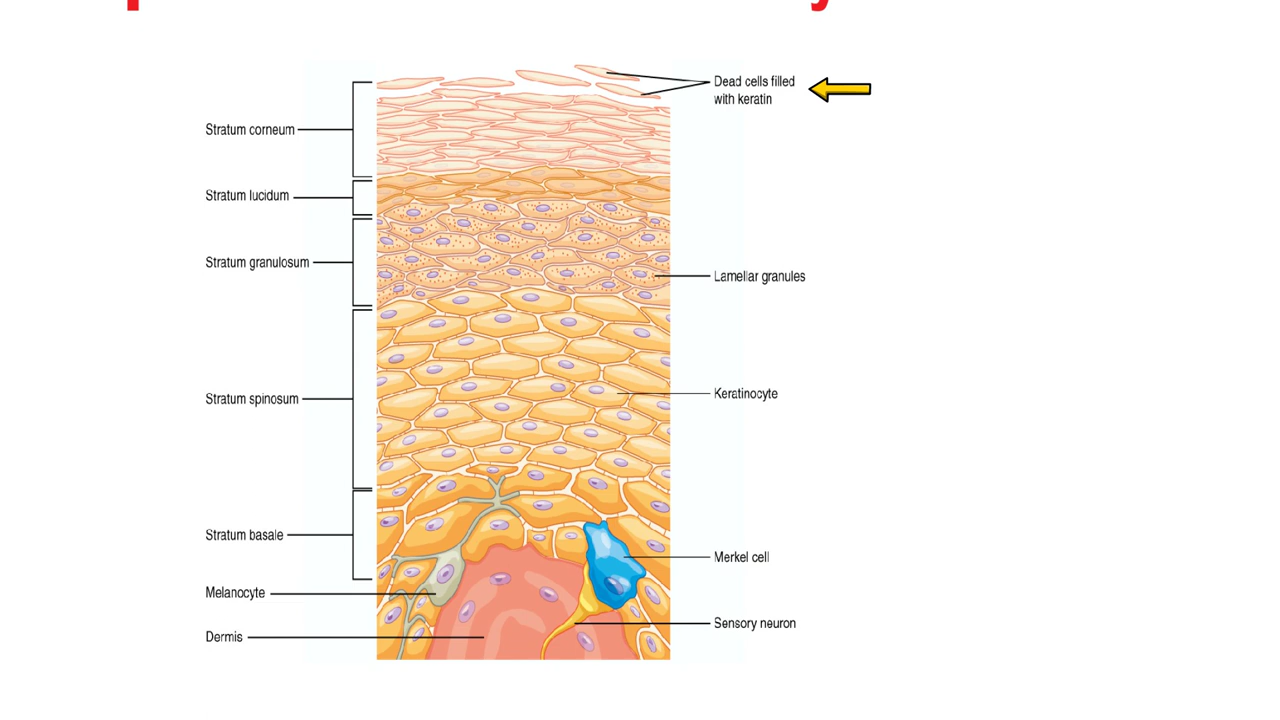 Dead cells filled
with keratin
Stratum corneum
Stratum lucidum
Stratum granulosum
Lamellar granules
Keratinocyte
Stratum spinosum
Stratum basale
Merkel cell
Melanocyte
Sensory neuron
Dermis